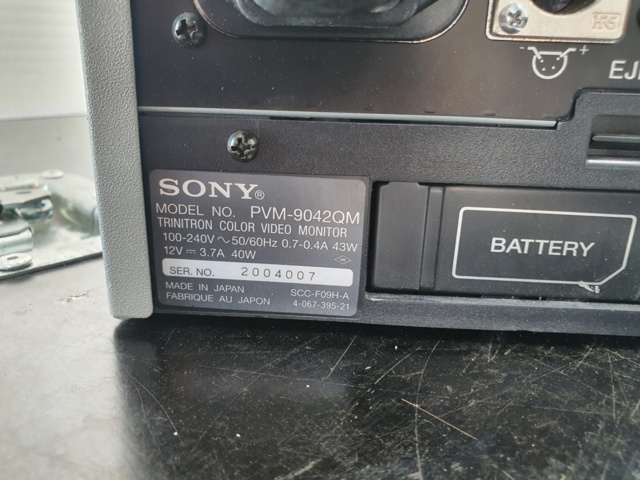 EJ
SONY®
MODEL NO. PVM-9042QM
TRINITRON COLOR VIDEO MONITOR
100-240V ~ 50/60Hz 0.7-0.4A 43W
12V ⎓ 3.7A 40W
SER. NO. 2004007
MADE IN JAPAN SCC-F09H-A
FABRIQUE AU JAPON 4-067-395-21
BATTERY
- +